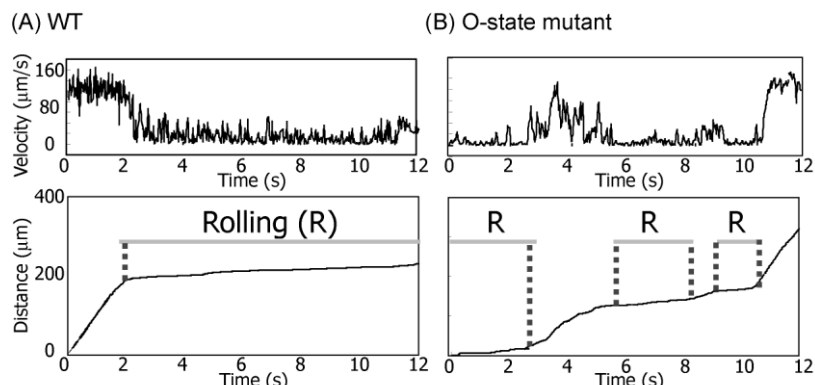 (A) WT
(B) O-state mutant
Velocity (μm/s)
160
80
0
0 2 4 6 8 10 12
Time (s)
0 2 4 6 8 10 12
Time (s)
Distance (μm)
400
200
0
Rolling (R)
R R R
0 2 4 6 8 10 12
Time (s)
0 2 4 6 8 10 12
Time (s)